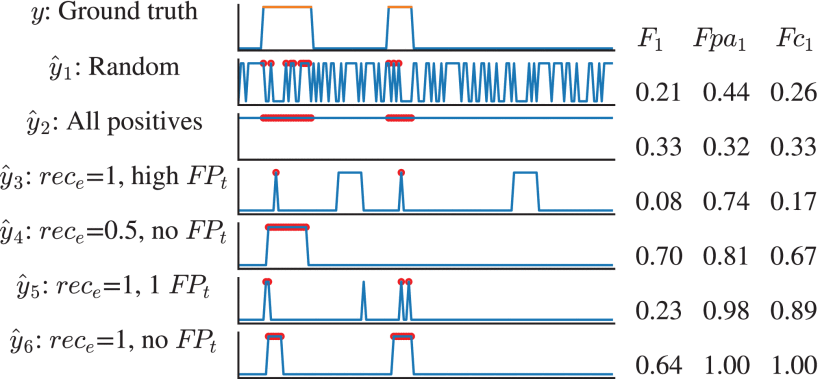 y: Ground truth
F₁ Fpa₁ Fc₁
ŷ₁: Random 0.21 0.44 0.26
ŷ₂: All positives 0.33 0.32 0.33
ŷ₃: recₑ=1, high FPₜ 0.08 0.74 0.17
ŷ₄: recₑ=0.5, no FPₜ 0.70 0.81 0.67
ŷ₅: recₑ=1, 1 FPₜ 0.23 0.98 0.89
ŷ₆: recₑ=1, no FPₜ 0.64 1.00 1.00